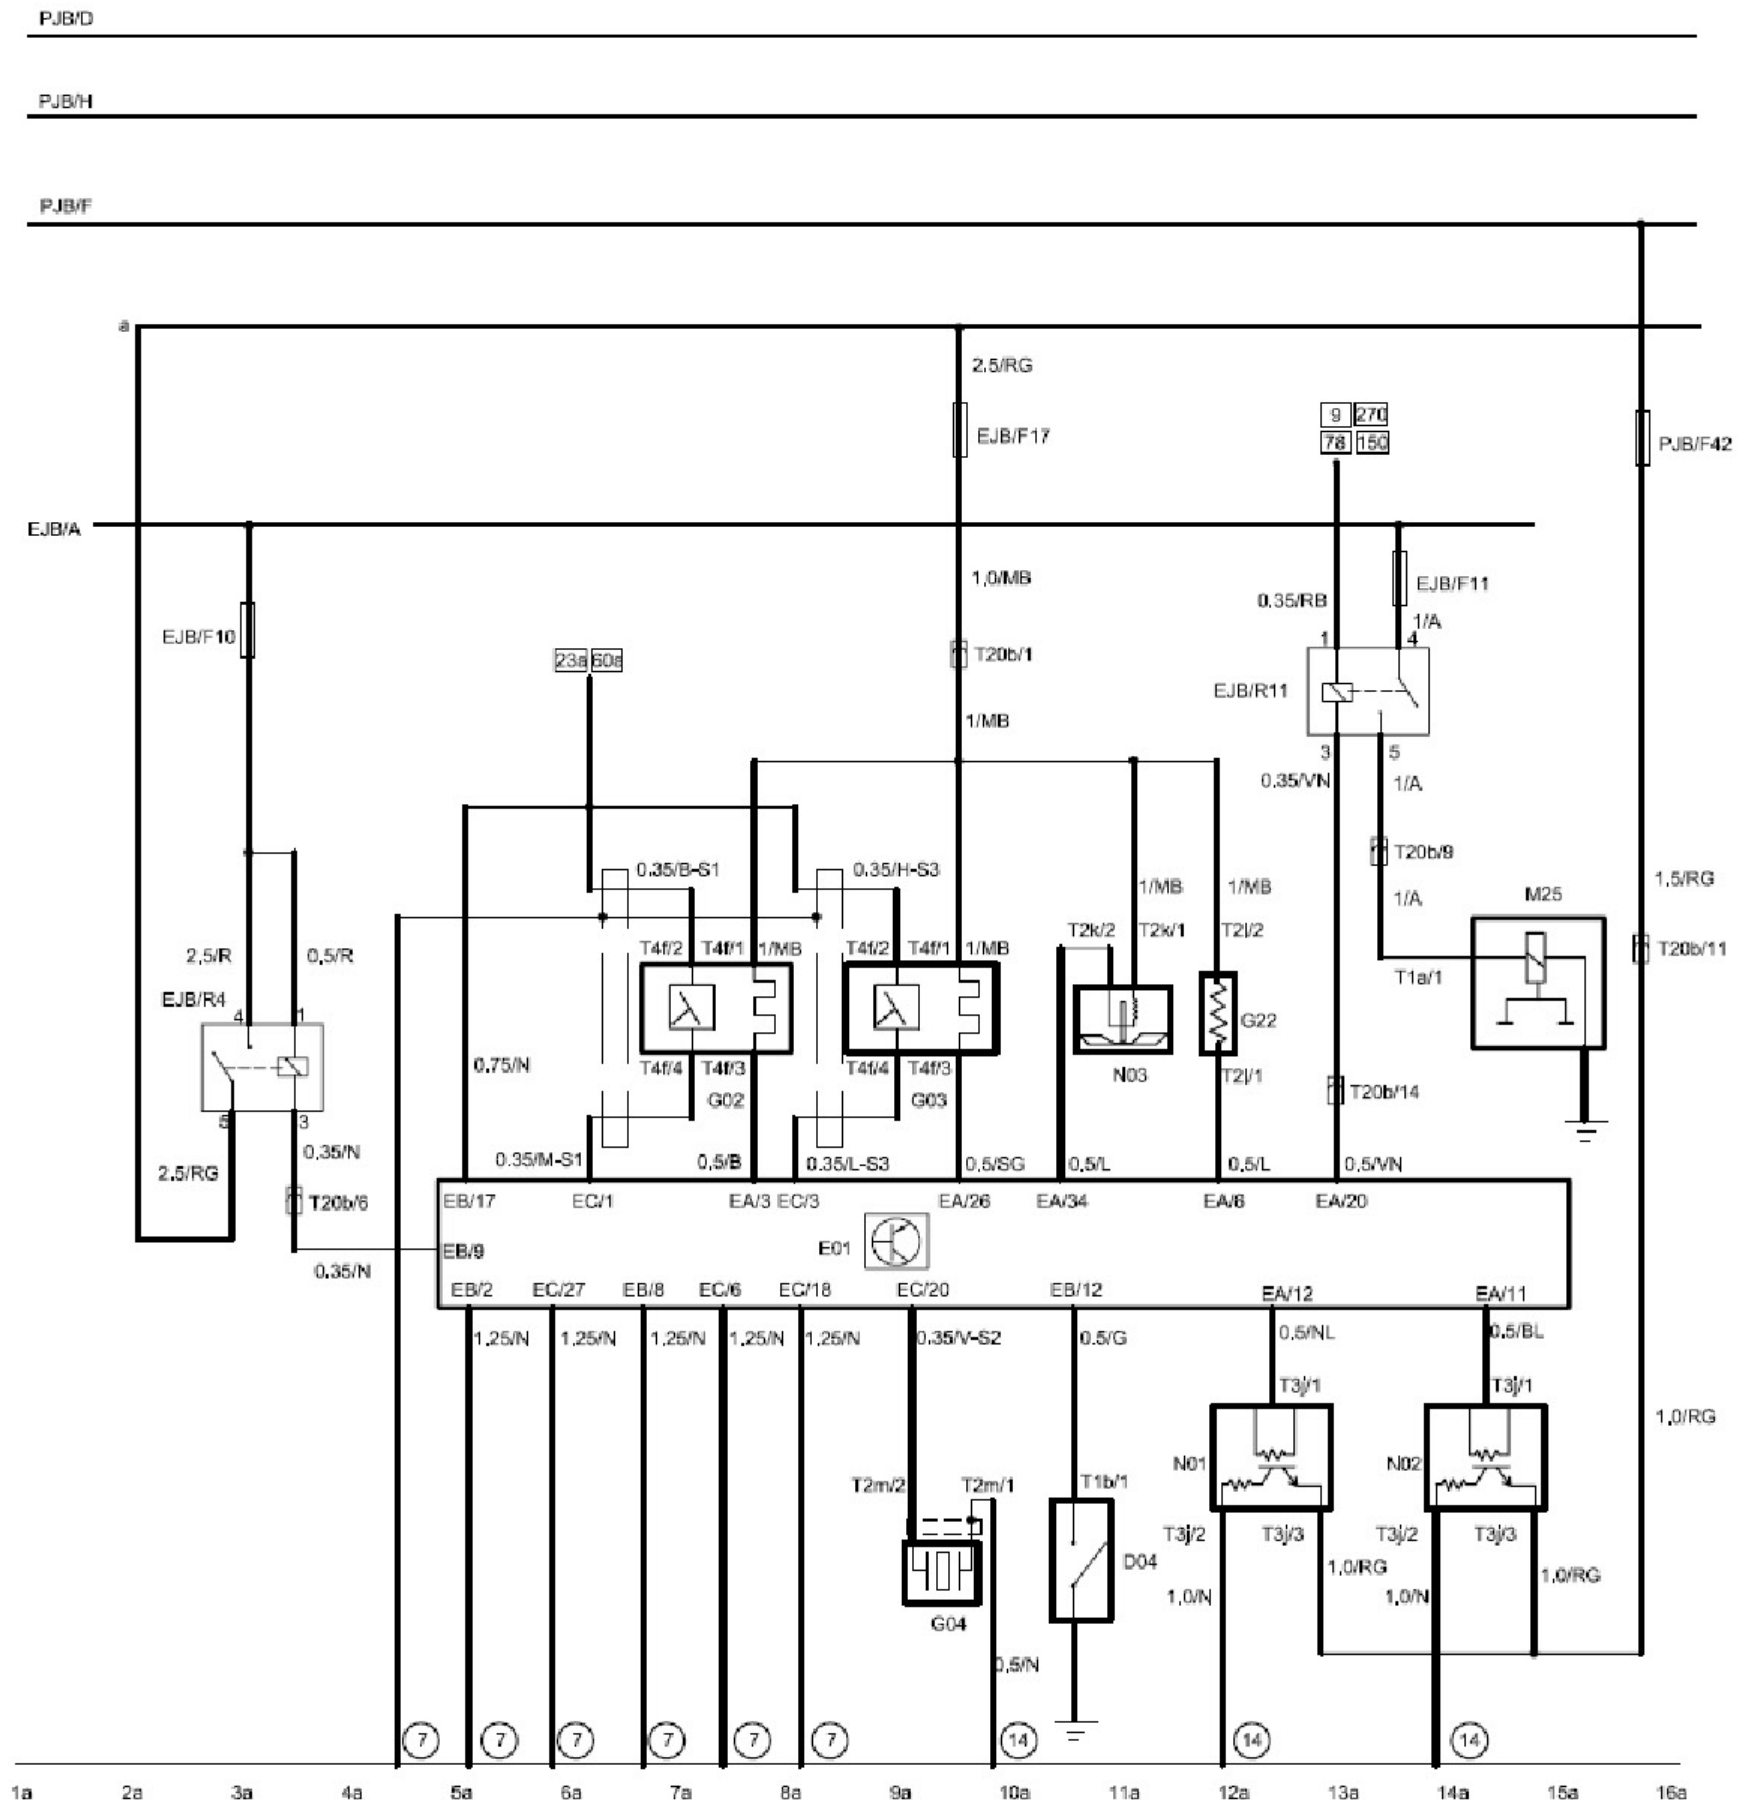 PJB/D
PJB/H
PJB/F
a
2.5/RG
9 270
EJB/F17
78 150
PJB/F42
EJB/A
1,0/MB
EJB/F11
0.35/RB
1/A
EJB/F10
1 4
23a 60a
T20b/1
EJB/R11
1/MB
3 5
0.35/VN 1/A
T20b/9
0.35/B-S1 0.35/H-S3
1.5/RG
1/MB 1/MB
1/A M25
T2k/2 T2k/1 T2l/2
T4f/2 T4f/1 1/MB T4f/2 T4f/1 1/MB
T20b/11
2,5/R 0,5/R
T1a/1
EJB/R4
4 1
G22
0.75/N
T4f/4 T4f/3 T4f/4 T4f/3
N03 T2l/1
T20b/14
G02 G03
5 3
0,35/N
0.35/M-S1 0,5/B 0.35/L-S3 0,5/SG 0,5/L 0,5/L 0,5/VN
2.5/RG
T20b/6
EB/17 EC/1 EA/3 EC/3 EA/26 EA/34 EA/6 EA/20
EB/9 E01
0.35/N
EB/2 EC/27 EB/8 EC/6 EC/18 EC/20 EB/12 EA/12 EA/11
1,25/N 1,25/N 1,25/N 1,25/N 1,25/N 0.35/V-S2 0.5/G 0,5/NL 0.5/BL
T3j/1 T3j/1
1,0/RG
N01 N02
T2m/2 T2m/1 T1b/1
T3j/2 T3j/3 T3j/2 T3j/3
D04
1,0/RG 1,0/RG
1,0/N 1,0/N
G04
0,5/N
7 7 7 7 7 7 14 14 14
1a 2a 3a 4a 5a 6a 7a 8a 9a 10a 11a 12a 13a 14a 15a 16a